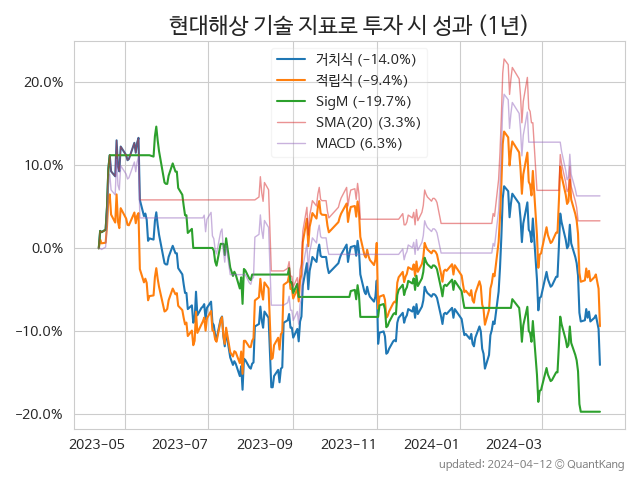 현대해상 기술 지표로 투자 시 성과 (1년)
거치식 (-14.0%)
적립식 (-9.4%)
SigM (-19.7%)
SMA(20) (3.3%)
MACD (6.3%)
20.0%
10.0%
0.0%
-10.0%
-20.0%
2023-05 2023-07 2023-09 2023-11 2024-01 2024-03
updated: 2024-04-12 © QuantKang